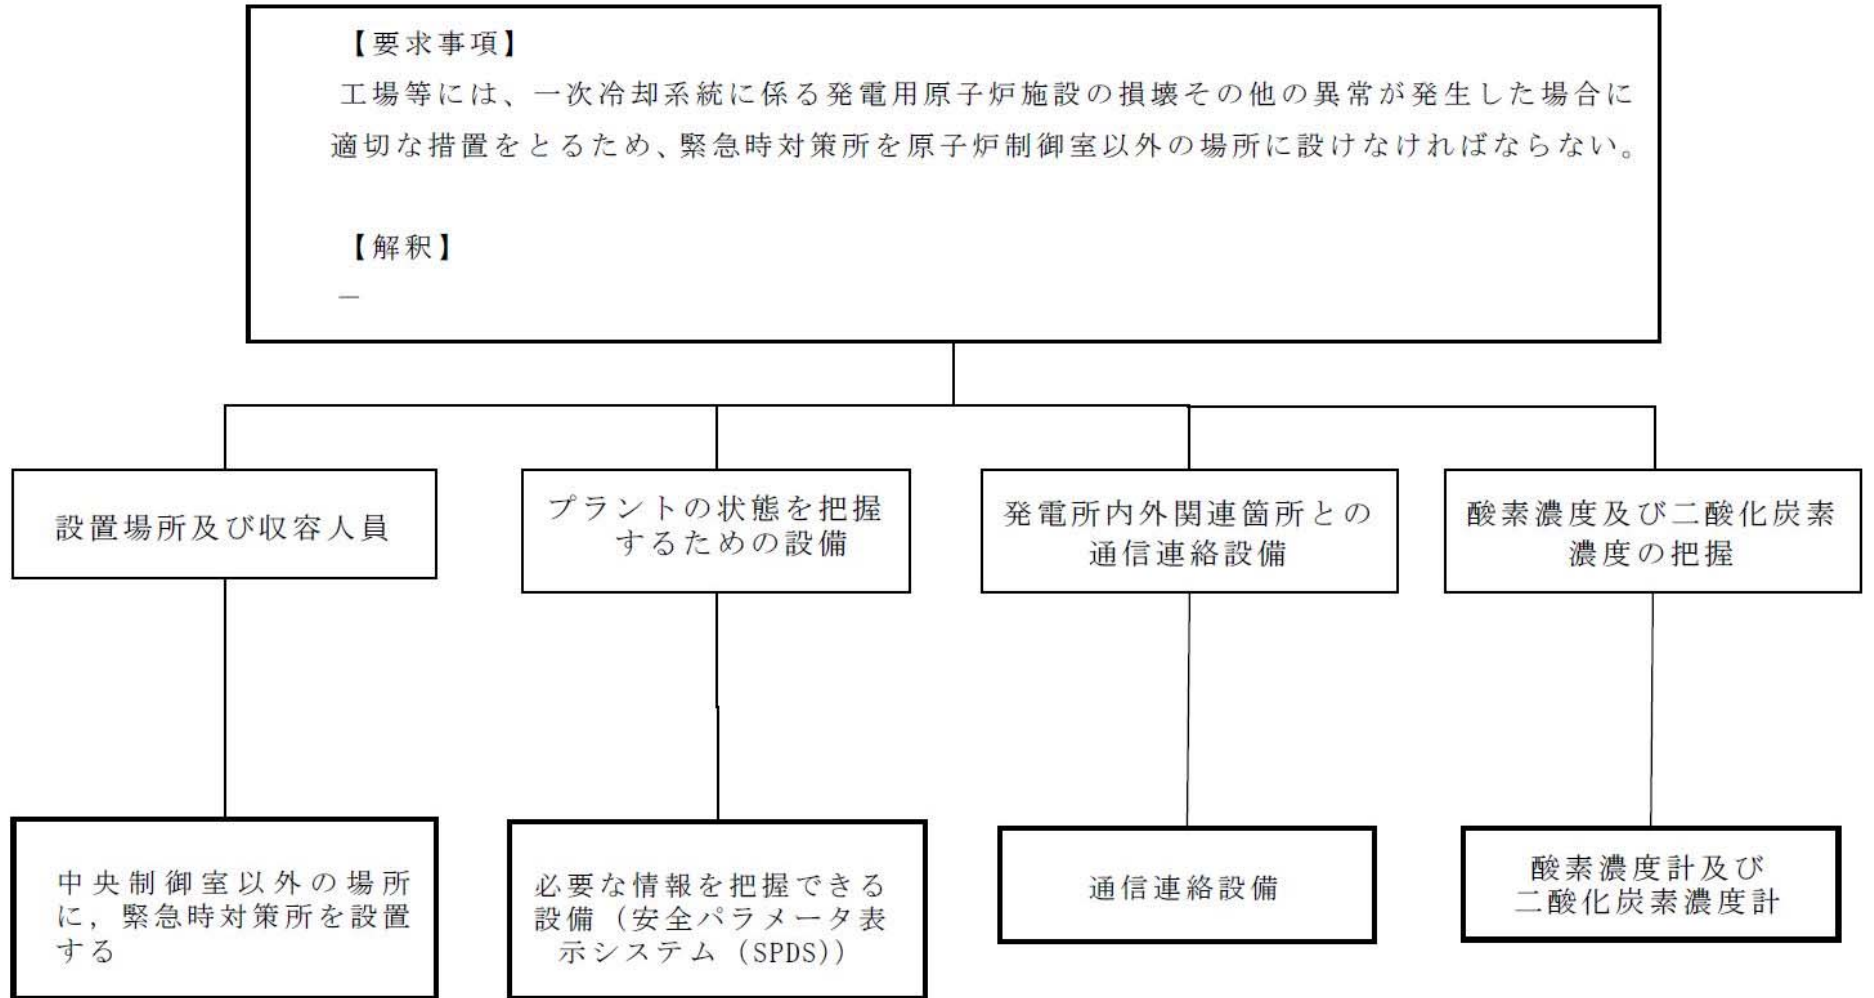 【要求事項】
工場等には、一次冷却系統に係る発電用原子炉施設の損壊その他の異常が発生した場合に
適切な措置をとるため、緊急時対策所を原子炉制御室以外の場所に設けなければならない。
【解釈】
―
設置場所及び収容人員
プラントの状態を把握
するための設備
発電所内外関連箇所との
通信連絡設備
酸素濃度及び二酸化炭素
濃度の把握
中央制御室以外の場所
に，緊急時対策所を設置
する
必要な情報を把握できる
設備（安全パラメータ表
示システム（SPDS））
通信連絡設備
酸素濃度計及び
二酸化炭素濃度計